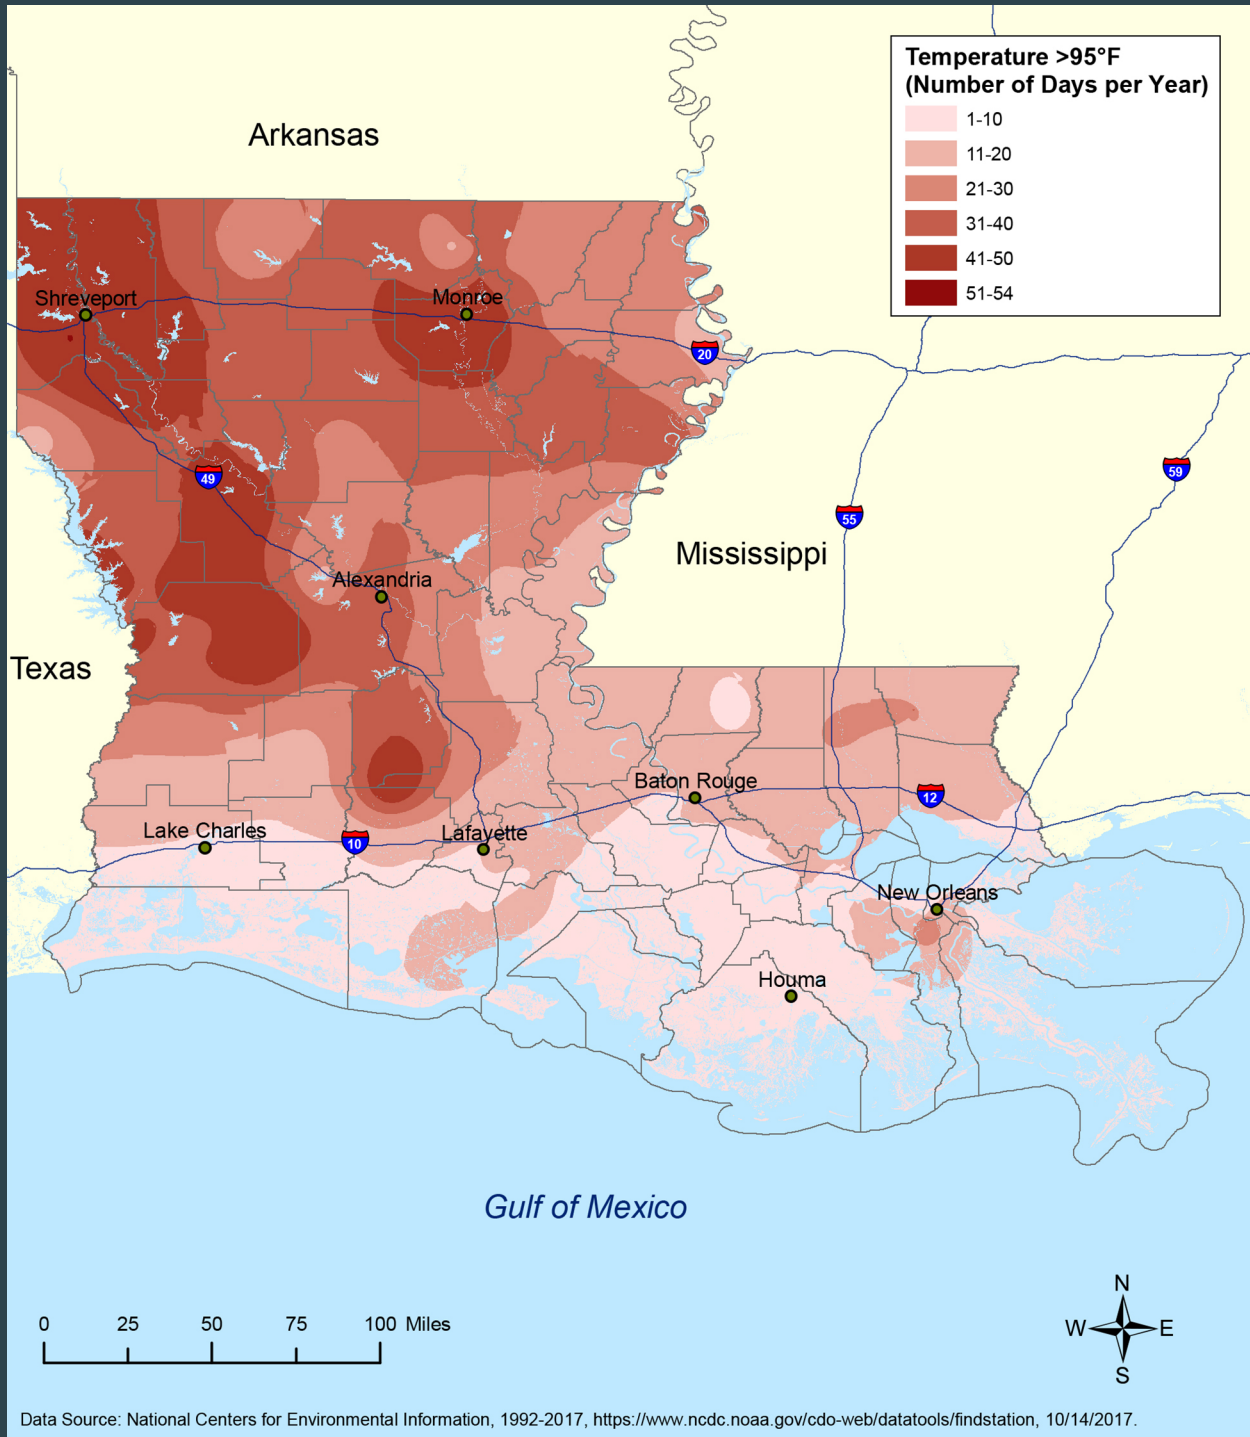 Temperature >95°F
(Number of Days per Year)
1-10
11-20
21-30
31-40
41-50
51-54
Arkansas
Shreveport
Monroe
20
49
55
59
Mississippi
Alexandria
Texas
Baton Rouge
12
Lake Charles
10
Lafayette
New Orleans
Houma
Gulf of Mexico
N
W E
S
0 25 50 75 100 Miles
Data Source: National Centers for Environmental Information, 1992-2017, https://www.ncdc.noaa.gov/cdo-web/datatools/findstation, 10/14/2017.